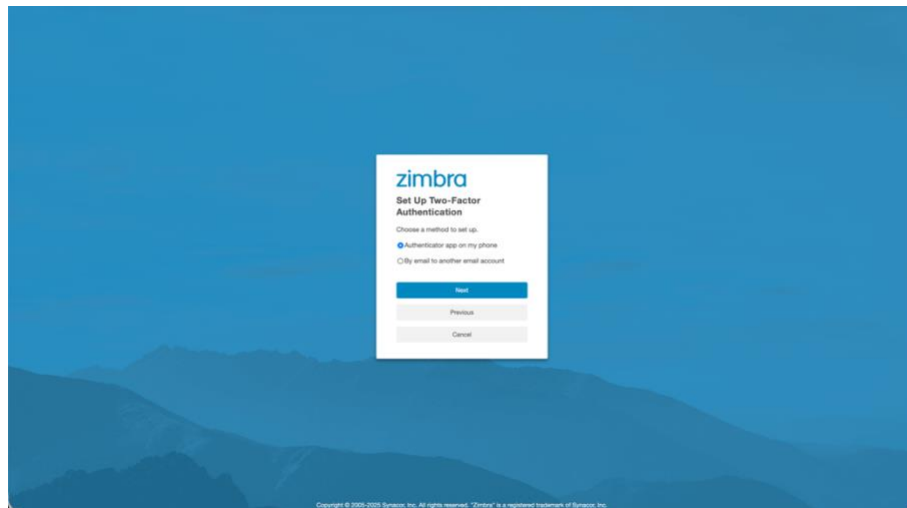 zimbra
Set Up Two-Factor
Authentication
Choose a method to set up.
Authenticator app on my phone
By email to another email account
Next
Previous
Cancel
Copyright © 2005-2025 Synacor, Inc. All rights reserved. "Zimbra" is a registered trademark of Synacor, Inc.